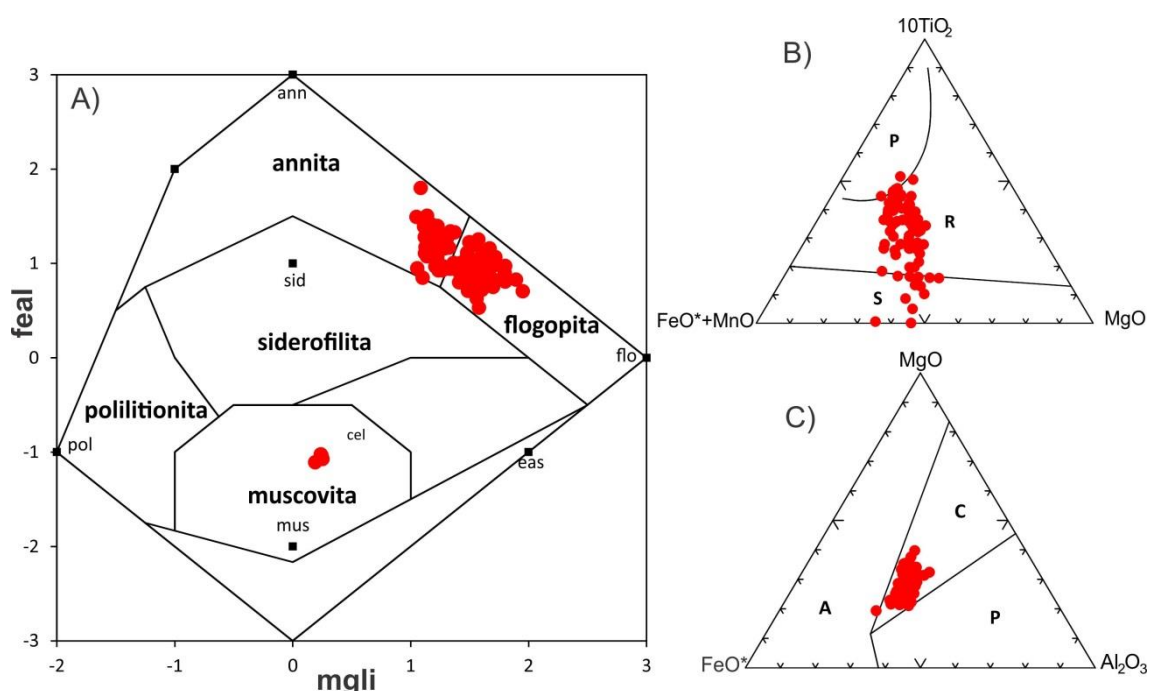 A)
3
2
1
0
-1
-2
-3
feal
ann
annita
sid
siderofilita
flogopita
flo
polilitionita
pol
cel
eas
muscovita
mus
-2 -1 0 1 2 3
mgli
B)
10TiO2
P
R
S
FeO*+MnO MgO
C)
MgO
C
A
P
FeO* Al2O3